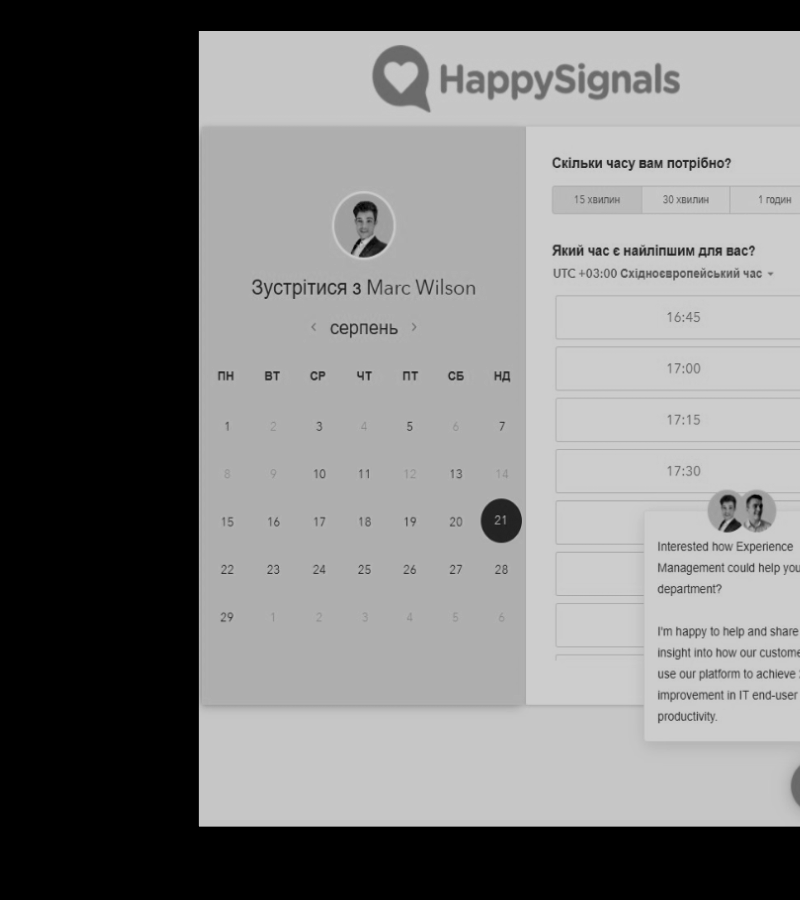 HappySignals
Зустрітися з Marc Wilson
‹ серпень ›
ПН ВТ СР ЧТ ПТ СБ НД
1 2 3 4 5 6 7
8 9 10 11 12 13 14
15 16 17 18 19 20 21
22 23 24 25 26 27 28
29 1 2 3 4 5 6
Скільки часу вам потрібно?
15 хвилин 30 хвилин 1 годин
Який час є найліпшим для вас?
UTC +03:00 Східноєвропейський час
16:45
17:00
17:15
17:30
Interested how Experience
Management could help you
department?
I'm happy to help and share
insight into how our custome
use our platform to achieve
improvement in IT end-user
productivity.